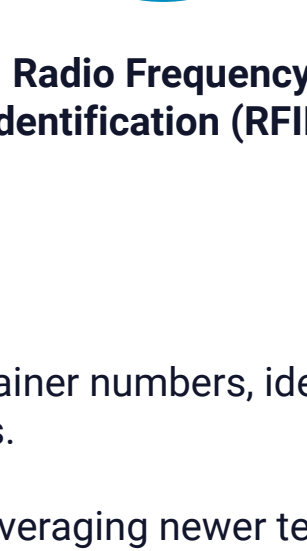 Radio Frequency
dentification (RFI
ainer numbers, ide
s.
veraging newer te